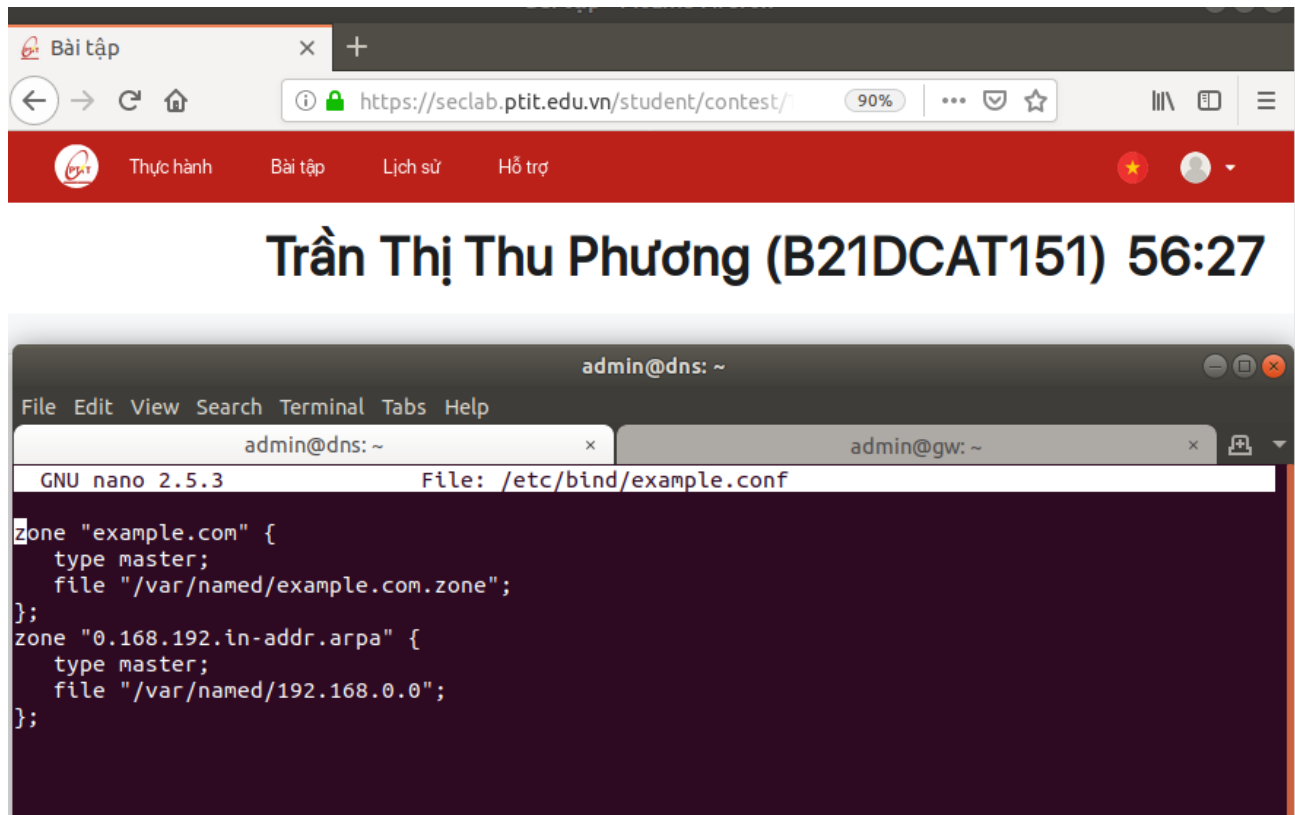 Bài tập
https://seclab.ptit.edu.vn/student/contest/
90%
Thực hành Bài tập Lịch sử Hỗ trợ
Trần Thị Thu Phương (B21DCAT151) 56:27
admin@dns: ~
File Edit View Search Terminal Tabs Help
admin@dns: ~ admin@gw: ~
GNU nano 2.5.3 File: /etc/bind/example.conf
zone "example.com" {
type master;
file "/var/named/example.com.zone";
};
zone "0.168.192.in-addr.arpa" {
type master;
file "/var/named/192.168.0.0";
};